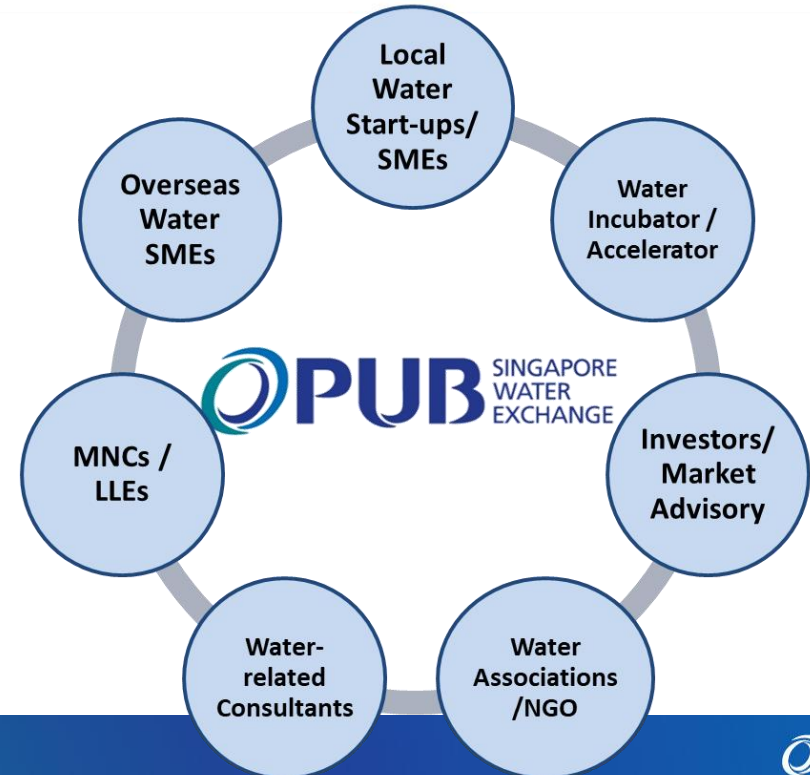 Local
Water
Start-ups/
SMEs
Water
Incubator /
Accelerator
Investors/
Market
Advisory
Water
Associations
/NGO
Water-
related
Consultants
MNCs /
LLEs
Overseas
Water
SMEs
PUB
SINGAPORE
WATER
EXCHANGE